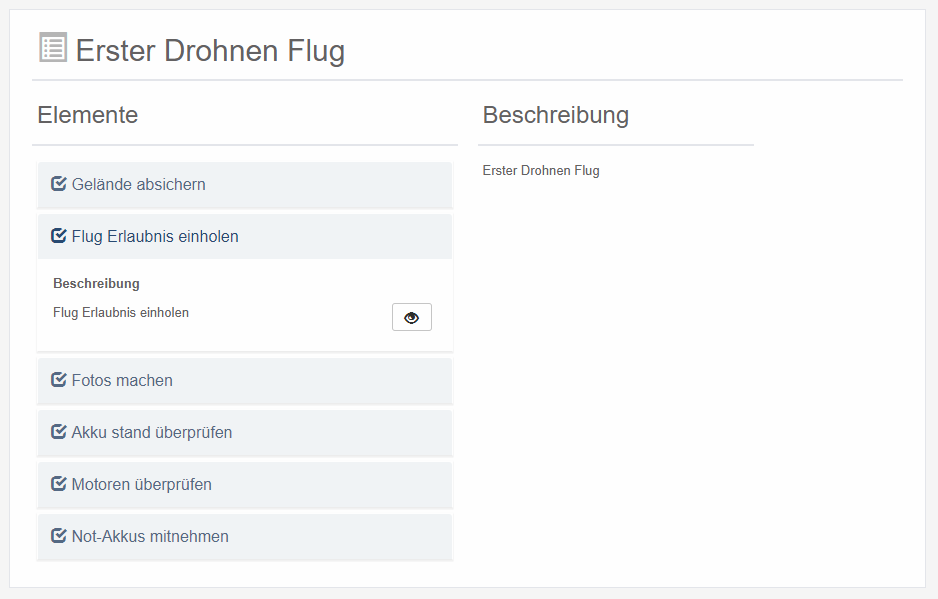 Erster Drohnen Flug
Elemente
Gelände absichern
Flug Erlaubnis einholen
Beschreibung
Flug Erlaubnis einholen
Fotos machen
Akku stand überprüfen
Motoren überprüfen
Not-Akkus mitnehmen
Beschreibung
Erster Drohnen Flug